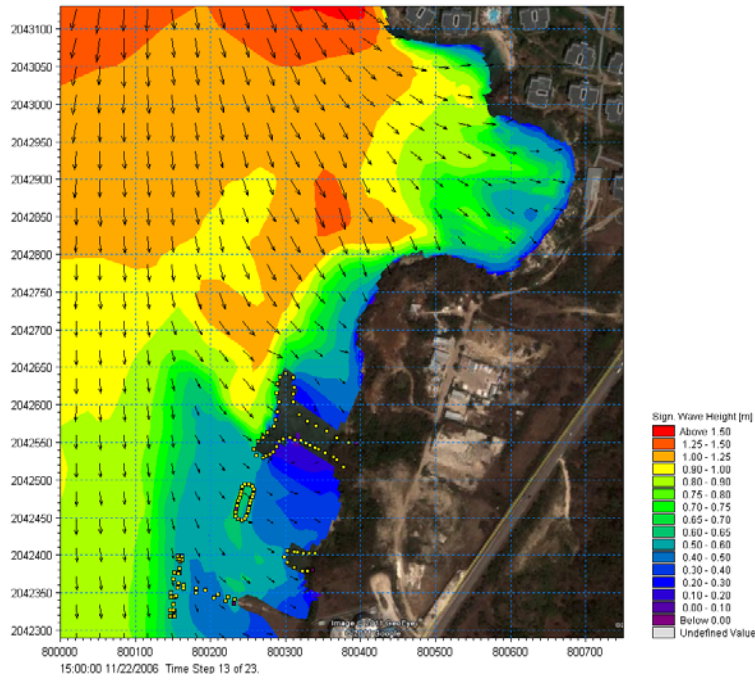 2043100
2043050
2043000
2042950
2042900
2042850
2042800
2042750
2042700
2042650
2042600
2042550
2042500
2042450
2042400
2042350
2042300
800000
800100
800200
800300
800400
800500
800600
800700
15:00:00 11/22/2006 Time Step 13 of 23.
Sign. Wave Height [m]
Above 1.50
1.25 - 1.50
1.00 - 1.25
0.90 - 1.00
0.80 - 0.90
0.75 - 0.80
0.70 - 0.75
0.65 - 0.70
0.60 - 0.65
0.50 - 0.60
0.40 - 0.50
0.30 - 0.40
0.20 - 0.30
0.10 - 0.20
0.00 - 0.10
Below 0.00
Undefined Value